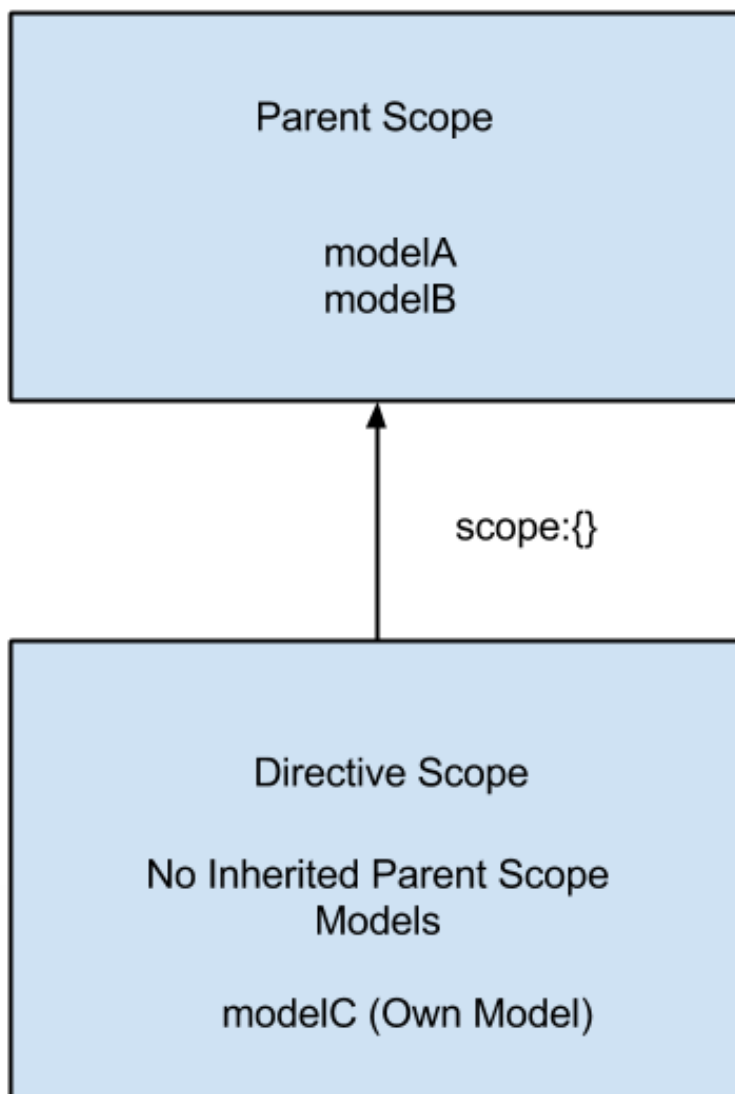 Parent Scope
modelA
modelB
scope:{}
Directive Scope
No Inherited Parent Scope
Models
modelC (Own Model)